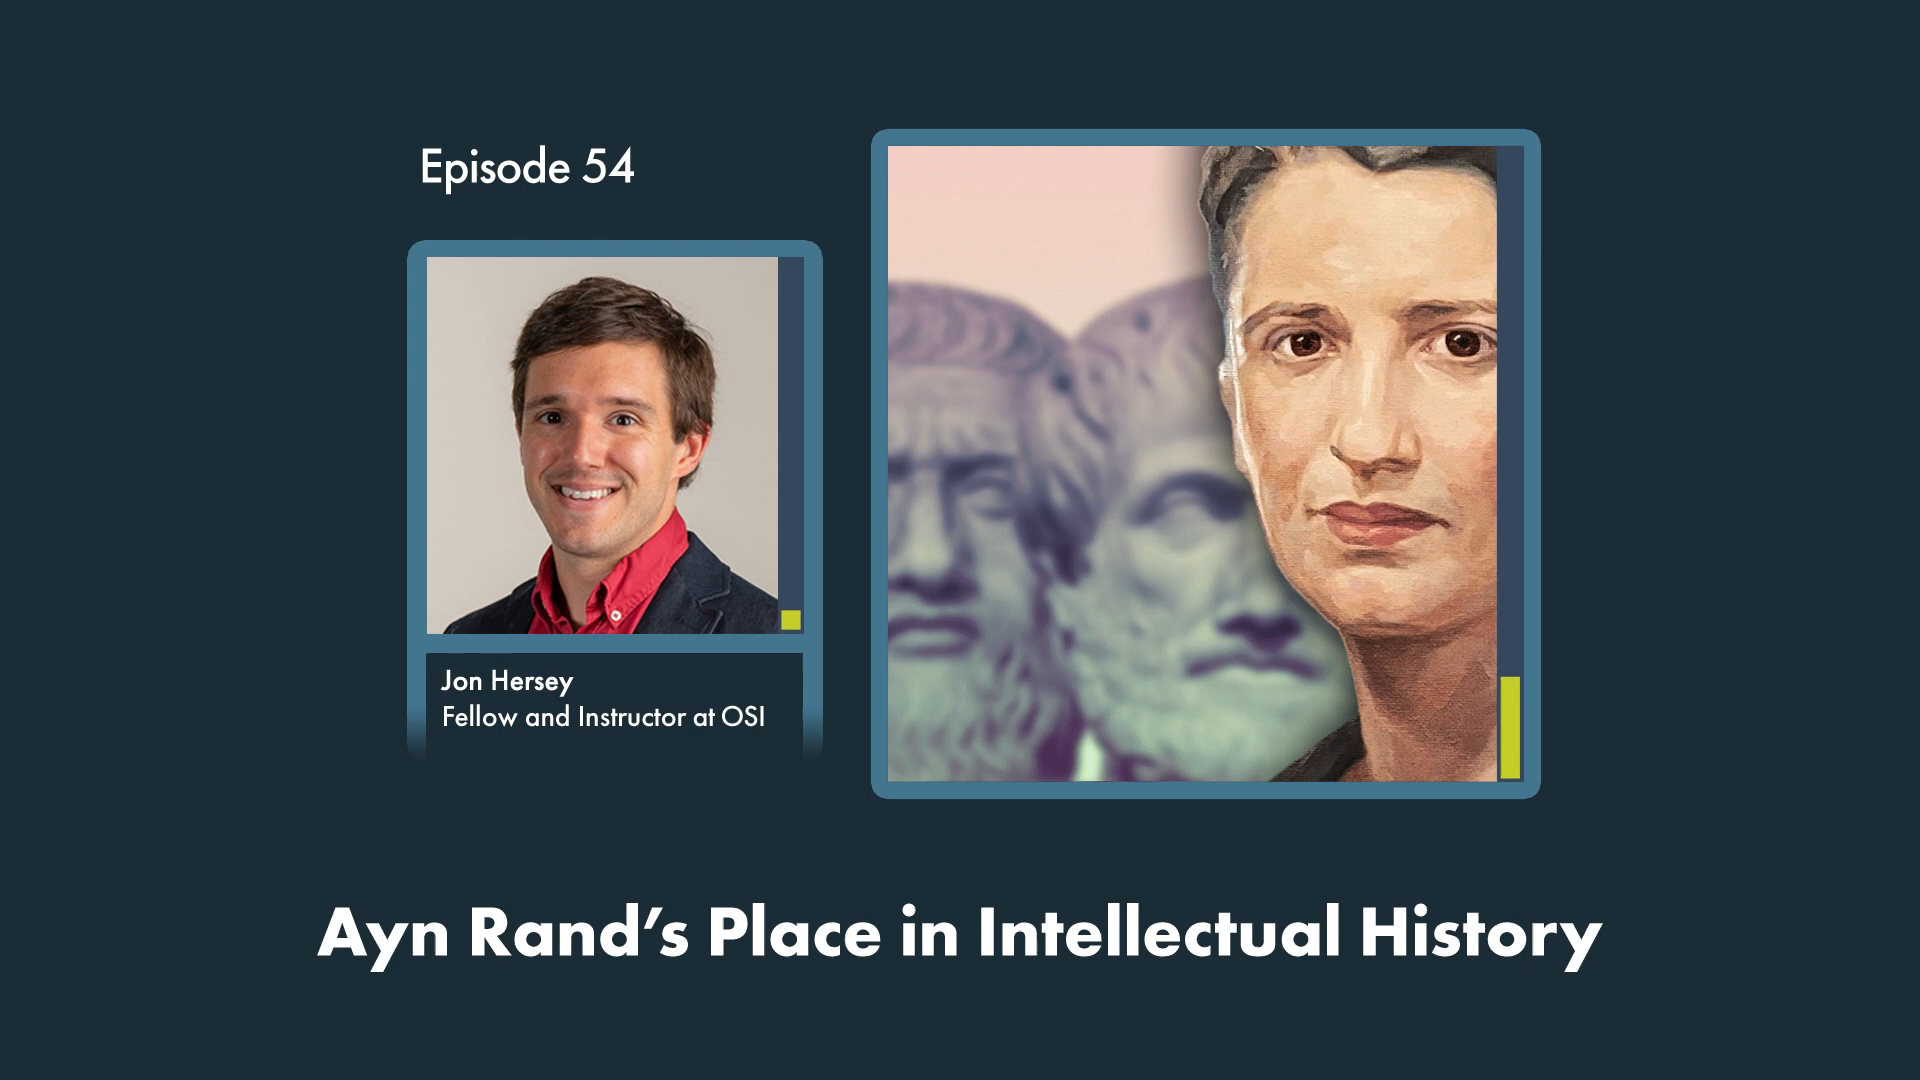 Episode 54
Jon Hersey
Fellow and Instructor at OSI
Ayn Rand’s Place in Intellectual History